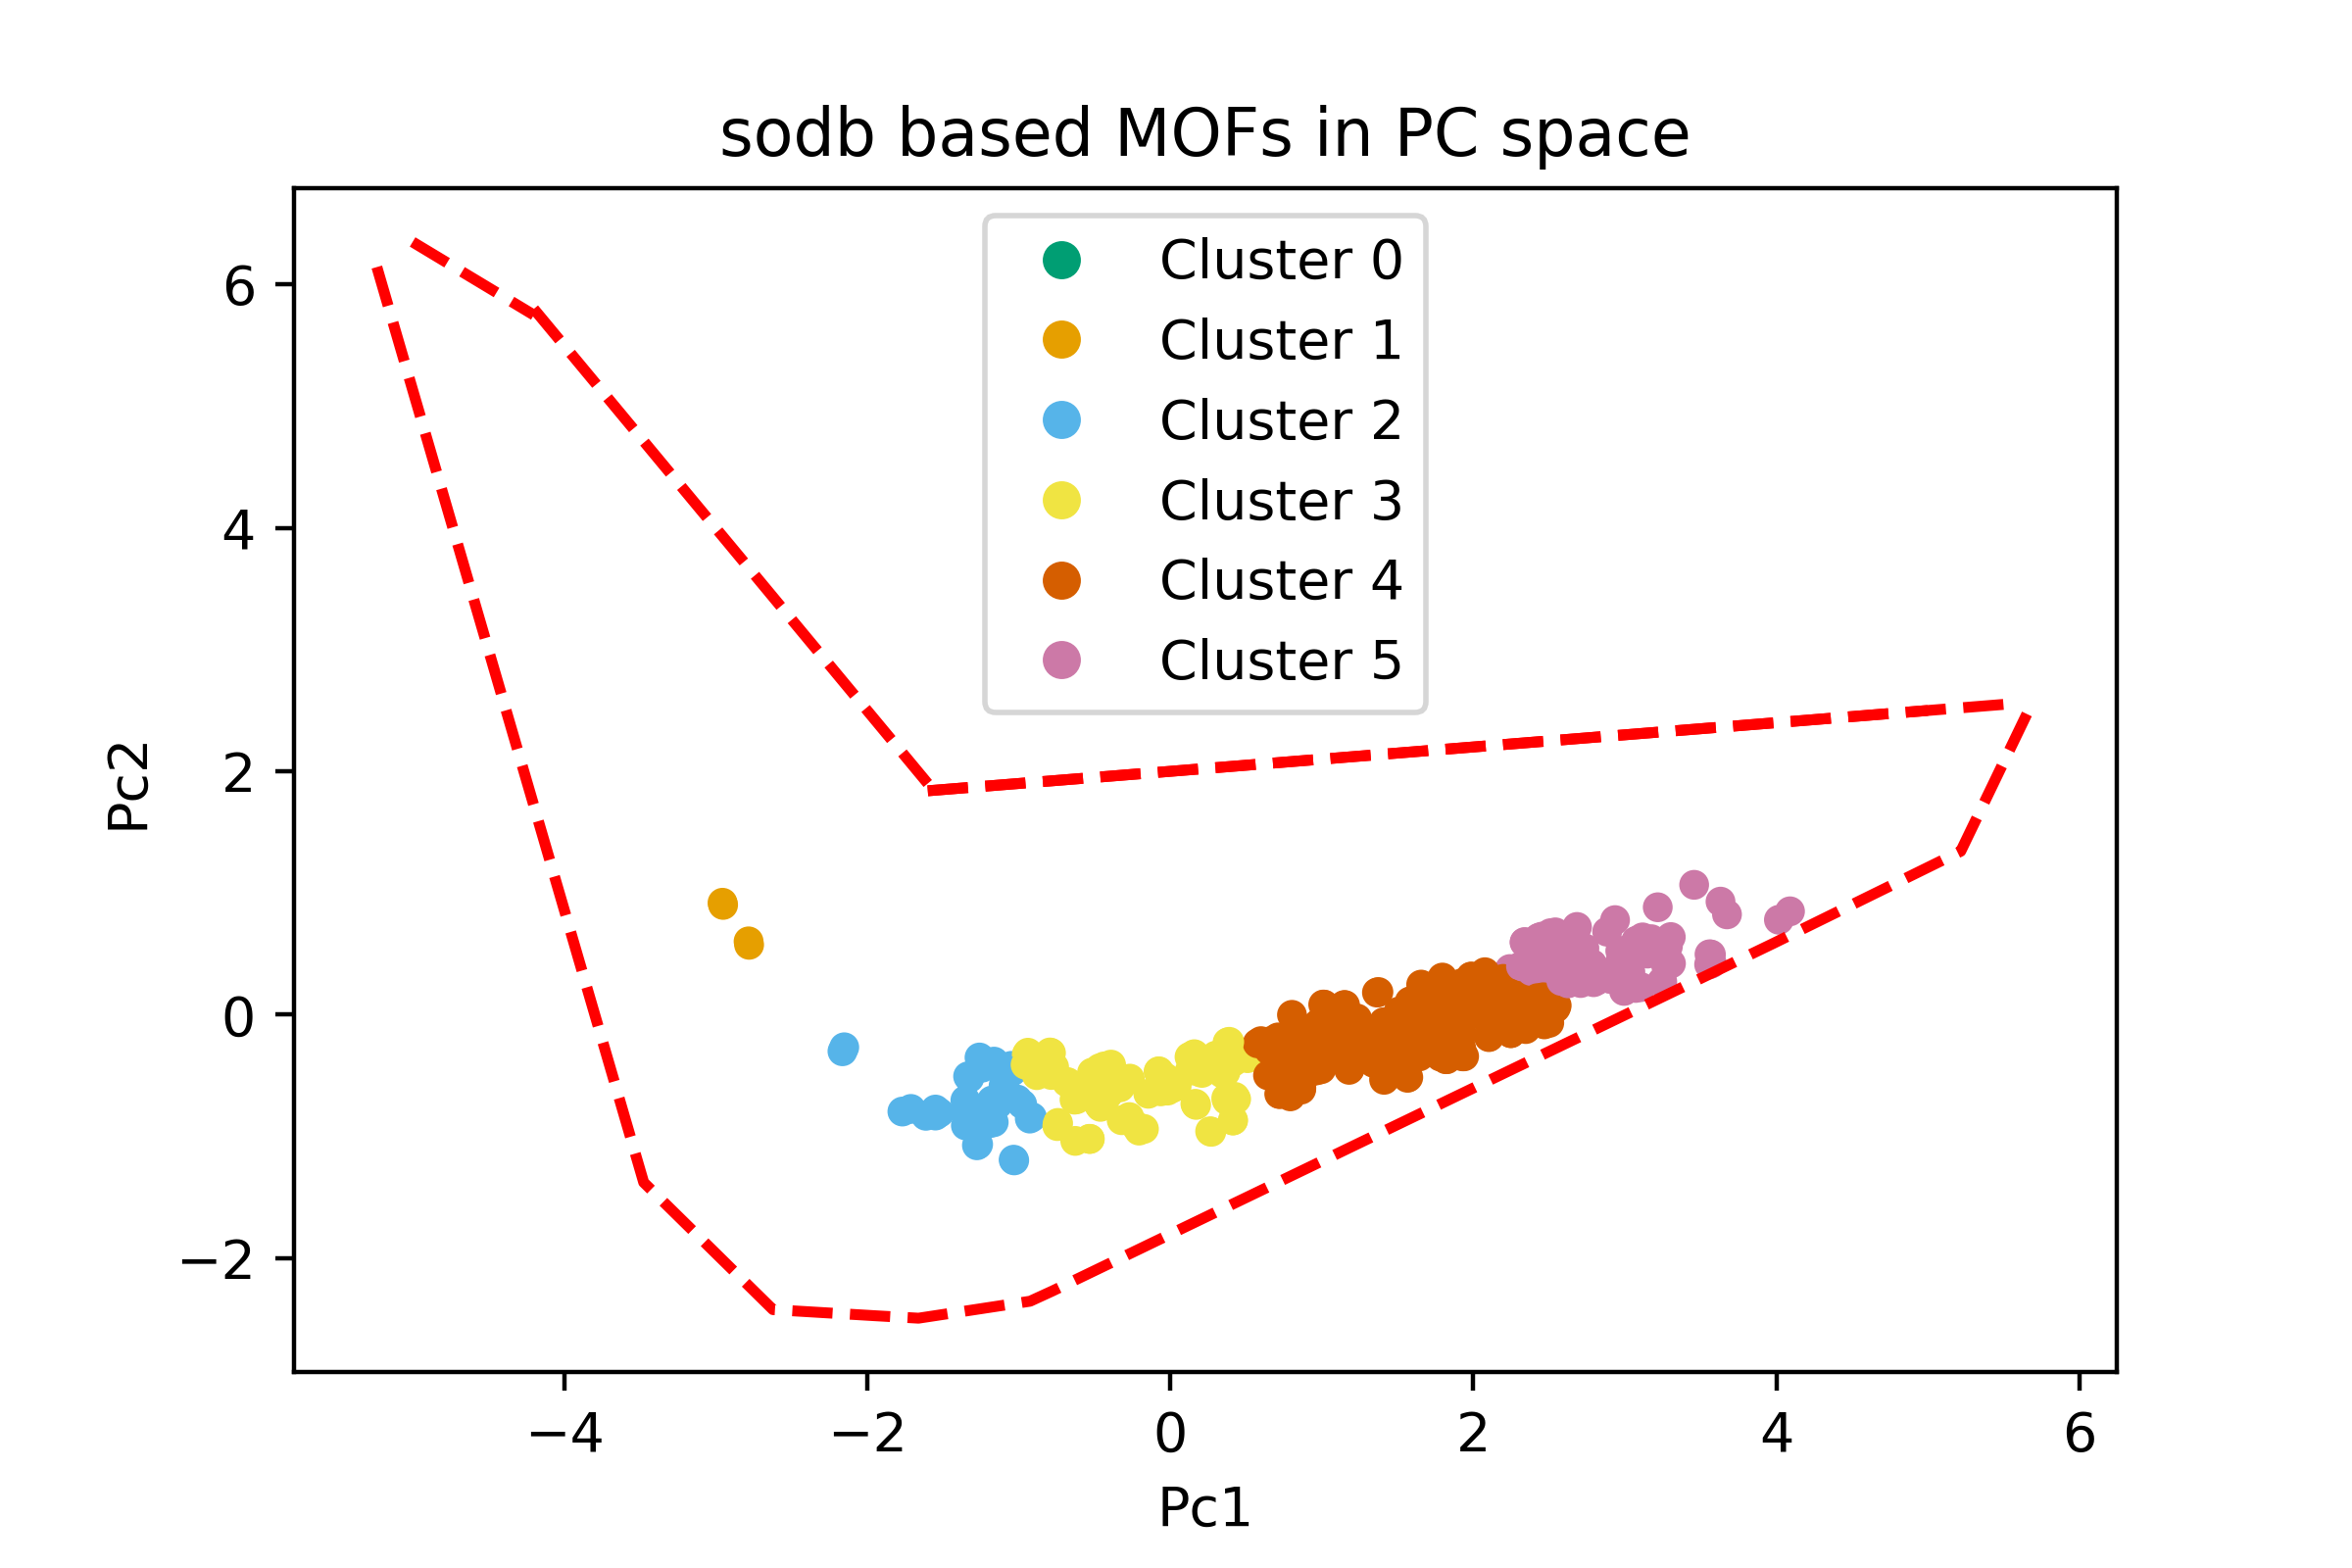 sodb based MOFs in PC space
Cluster 0
Cluster 1
Cluster 2
Cluster 3
Cluster 4
Cluster 5
6
4
2
0
−2
Pc2
−4 −2 0 2 4 6
Pc1